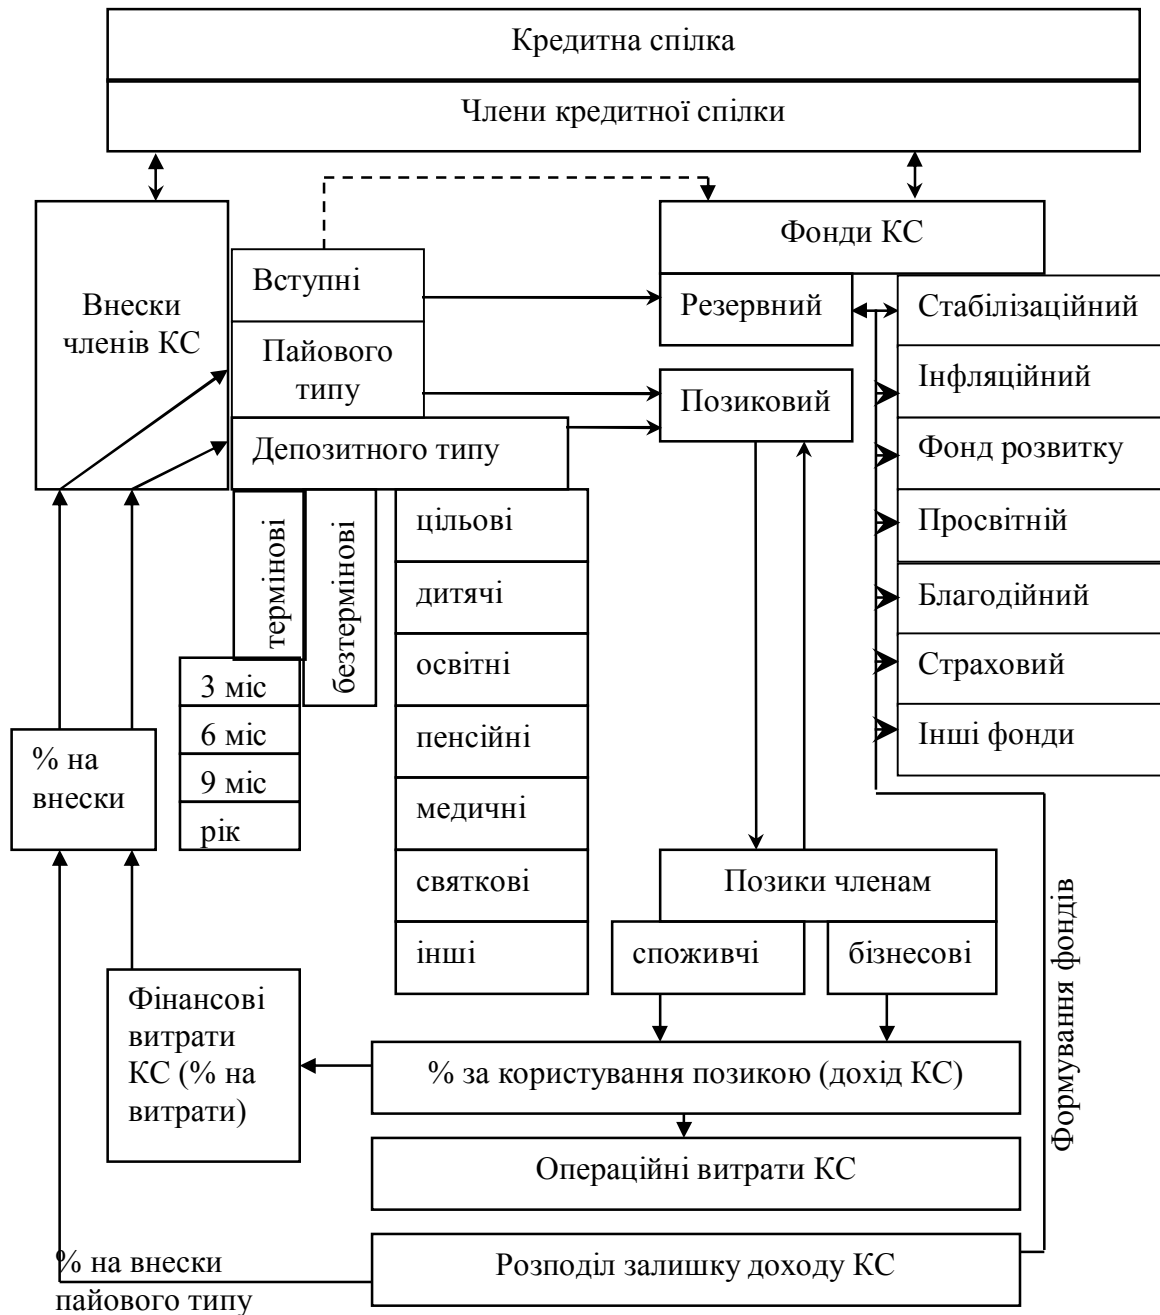 Кредитна спілка
Члени кредитної спілки
Внески
членів КС
Вступні
Пайового
типу
Депозитного типу
Фонди КС
Резервний
Позиковий
Стабілізаційний
Інфляційний
Фонд розвитку
Просвітній
Благодійний
Страховий
Інші фонди
термінові
безтермінові
3 міс
6 міс
9 міс
рік
цільові
дитячі
освітні
пенсійні
медичні
святкові
інші
% на
внески
Позики членам
споживчі
бізнесові
Формування фондів
Фінансові
витрати
КС (% на
витрати)
% за користування позикою (дохід КС)
Операційні витрати КС
Розподіл залишку доходу КС
% на внески
пайового типу